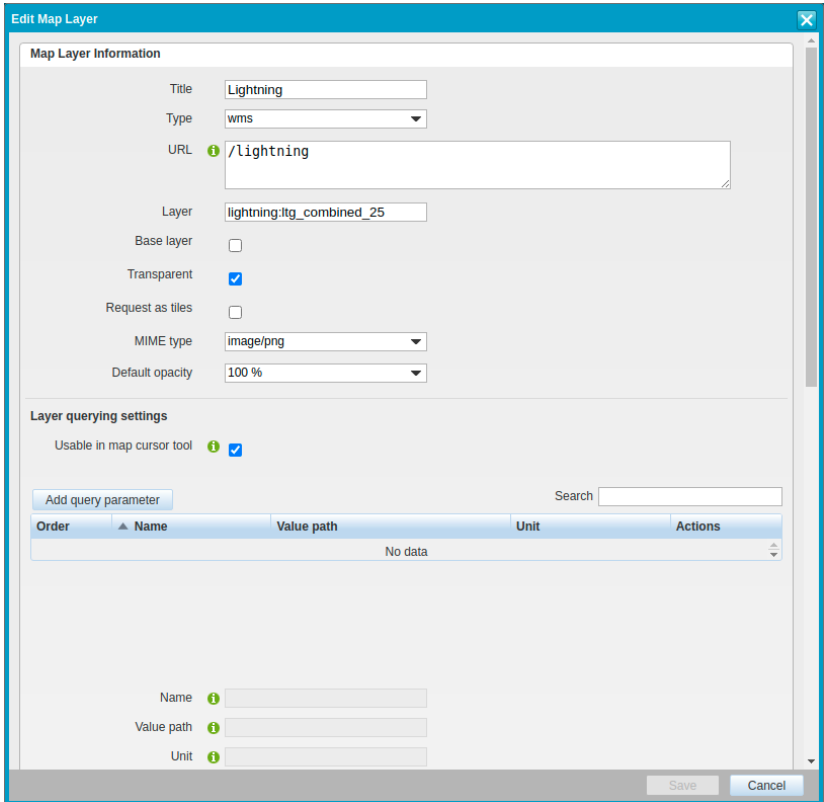 Edit Map Layer
Map Layer Information
Title Lightning
Type wms
URL /lightning
Layer lightning:ltg_combined_25
Base layer
Transparent
Request as tiles
MIME type image/png
Default opacity 100 %
Layer querying settings
Usable in map cursor tool
Add query parameter Search
Order Name Value path Unit Actions
No data
Name
Value path
Unit
Save Cancel